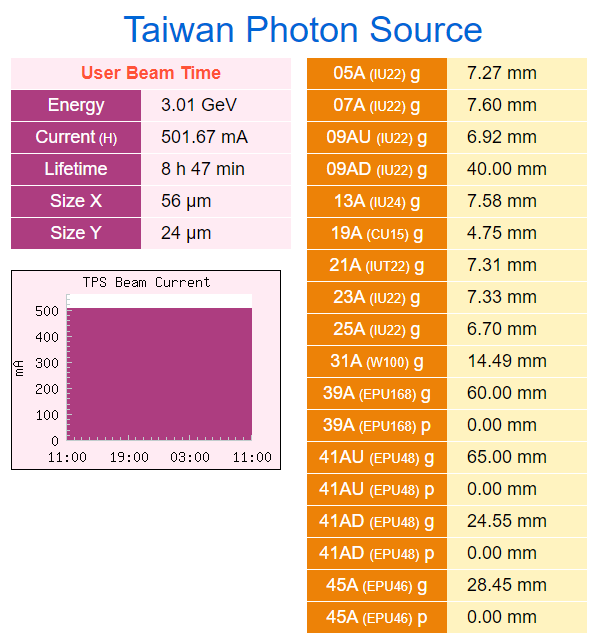 Taiwan Photon Source
User Beam Time
Energy 3.01 GeV
Current (H) 501.67 mA
Lifetime 8 h 47 min
Size X 56 μm
Size Y 24 μm
TPS Beam Current
mA
500
400
300
200
100
0
11:00 19:00 03:00 11:00
05A (IU22) g 7.27 mm
07A (IU22) g 7.60 mm
09AU (IU22) g 6.92 mm
09AD (IU22) g 40.00 mm
13A (IU24) g 7.58 mm
19A (CU15) g 4.75 mm
21A (IUT22) g 7.31 mm
23A (IU22) g 7.33 mm
25A (IU22) g 6.70 mm
31A (W100) g 14.49 mm
39A (EPU168) g 60.00 mm
39A (EPU168) p 0.00 mm
41AU (EPU48) g 65.00 mm
41AU (EPU48) p 0.00 mm
41AD (EPU48) g 24.55 mm
41AD (EPU48) p 0.00 mm
45A (EPU46) g 28.45 mm
45A (EPU46) p 0.00 mm